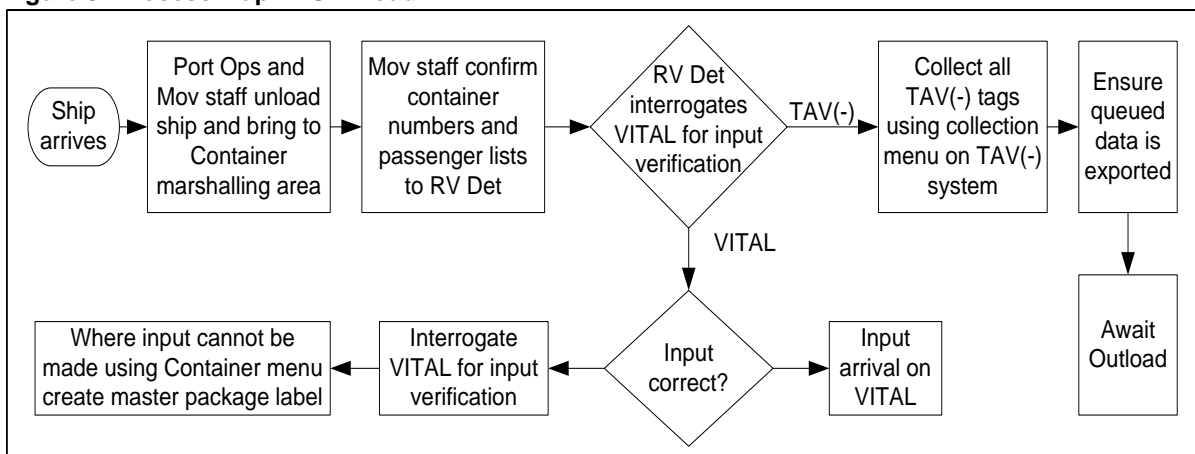 Ship
arrives
Port Ops and
Mov staff unload
ship and bring to
Container
marshalling area
Mov staff confirm
container
numbers and
passenger lists
to RV Det
RV Det
interrogates
VITAL for input
verification
TAV(-)
Collect all
TAV(-) tags
using collection
menu on TAV(-)
system
Ensure
queued
data is
exported
VITAL
Where input cannot be
made using Container menu
create master package label
Interrogate
VITAL for input
verification
Input
correct?
Input
arrival on
VITAL
Await
Outload